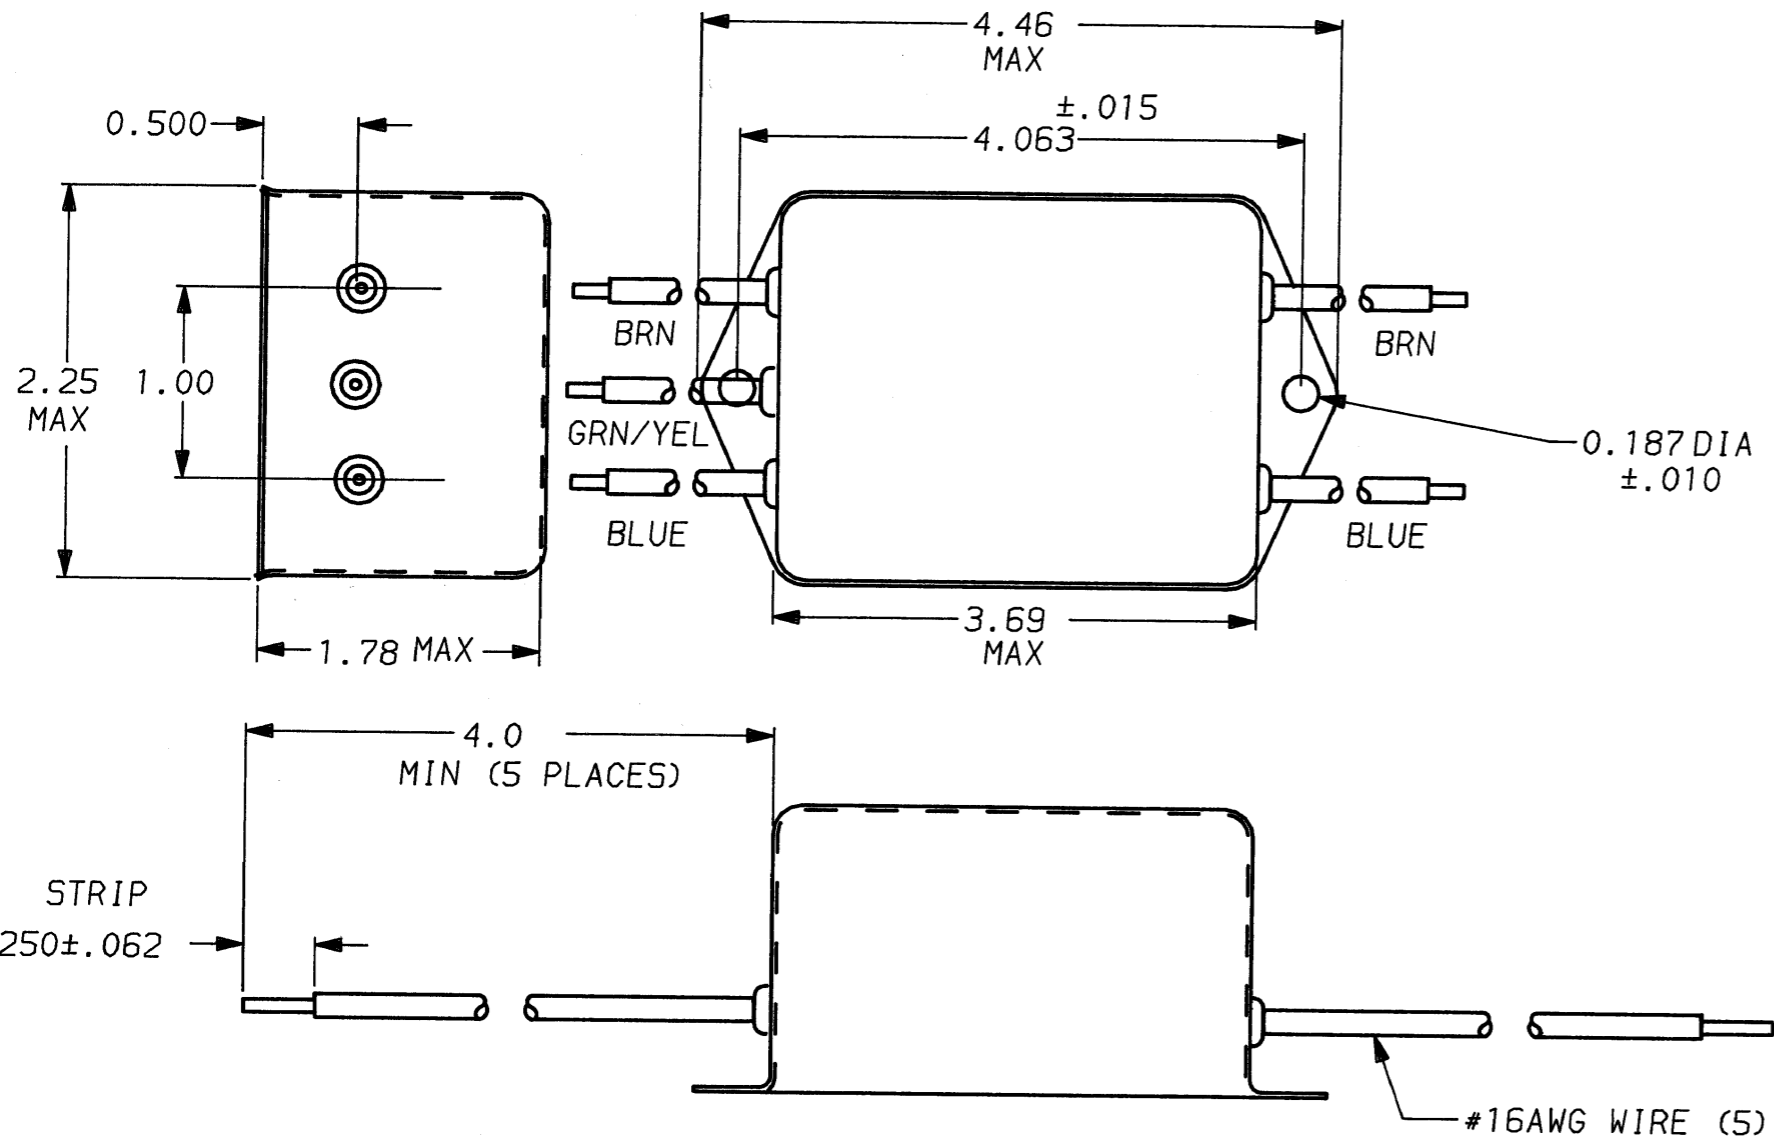 4.46
MAX
±.015
0.500
4.063
BRN
BRN
2.25
MAX
1.00
GRN/YEL
0.187 DIA
±.010
BLUE
BLUE
3.69
MAX
1.78 MAX
4.0
MIN (5 PLACES)
STRIP
250±.062
#16AWG WIRE (5)